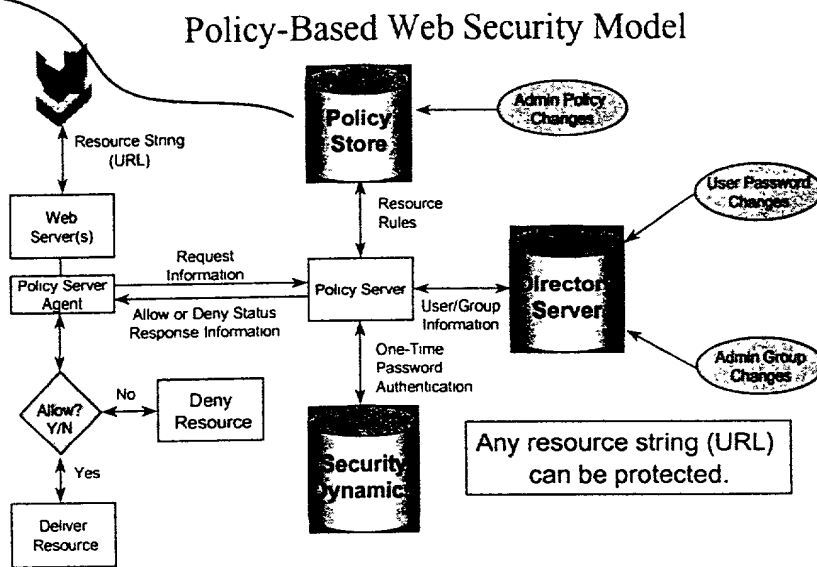 Policy-Based Web Security Model
Resource String
(URL)
Policy
Store
Admin Policy
Changes
Web
Server(s)
Resource
Rules
User Password
Changes
Request
Information
Policy Server
Agent
Policy Server
Director
Server
Allow or Deny Status
Response Information
User/Group
Information
One-Time
Password
Authentication
Admin Group
Changes
Allow?
Y/N
No
Deny
Resource
Yes
Security
Dynamic
Any resource string (URL)
can be protected.
Deliver
Resource